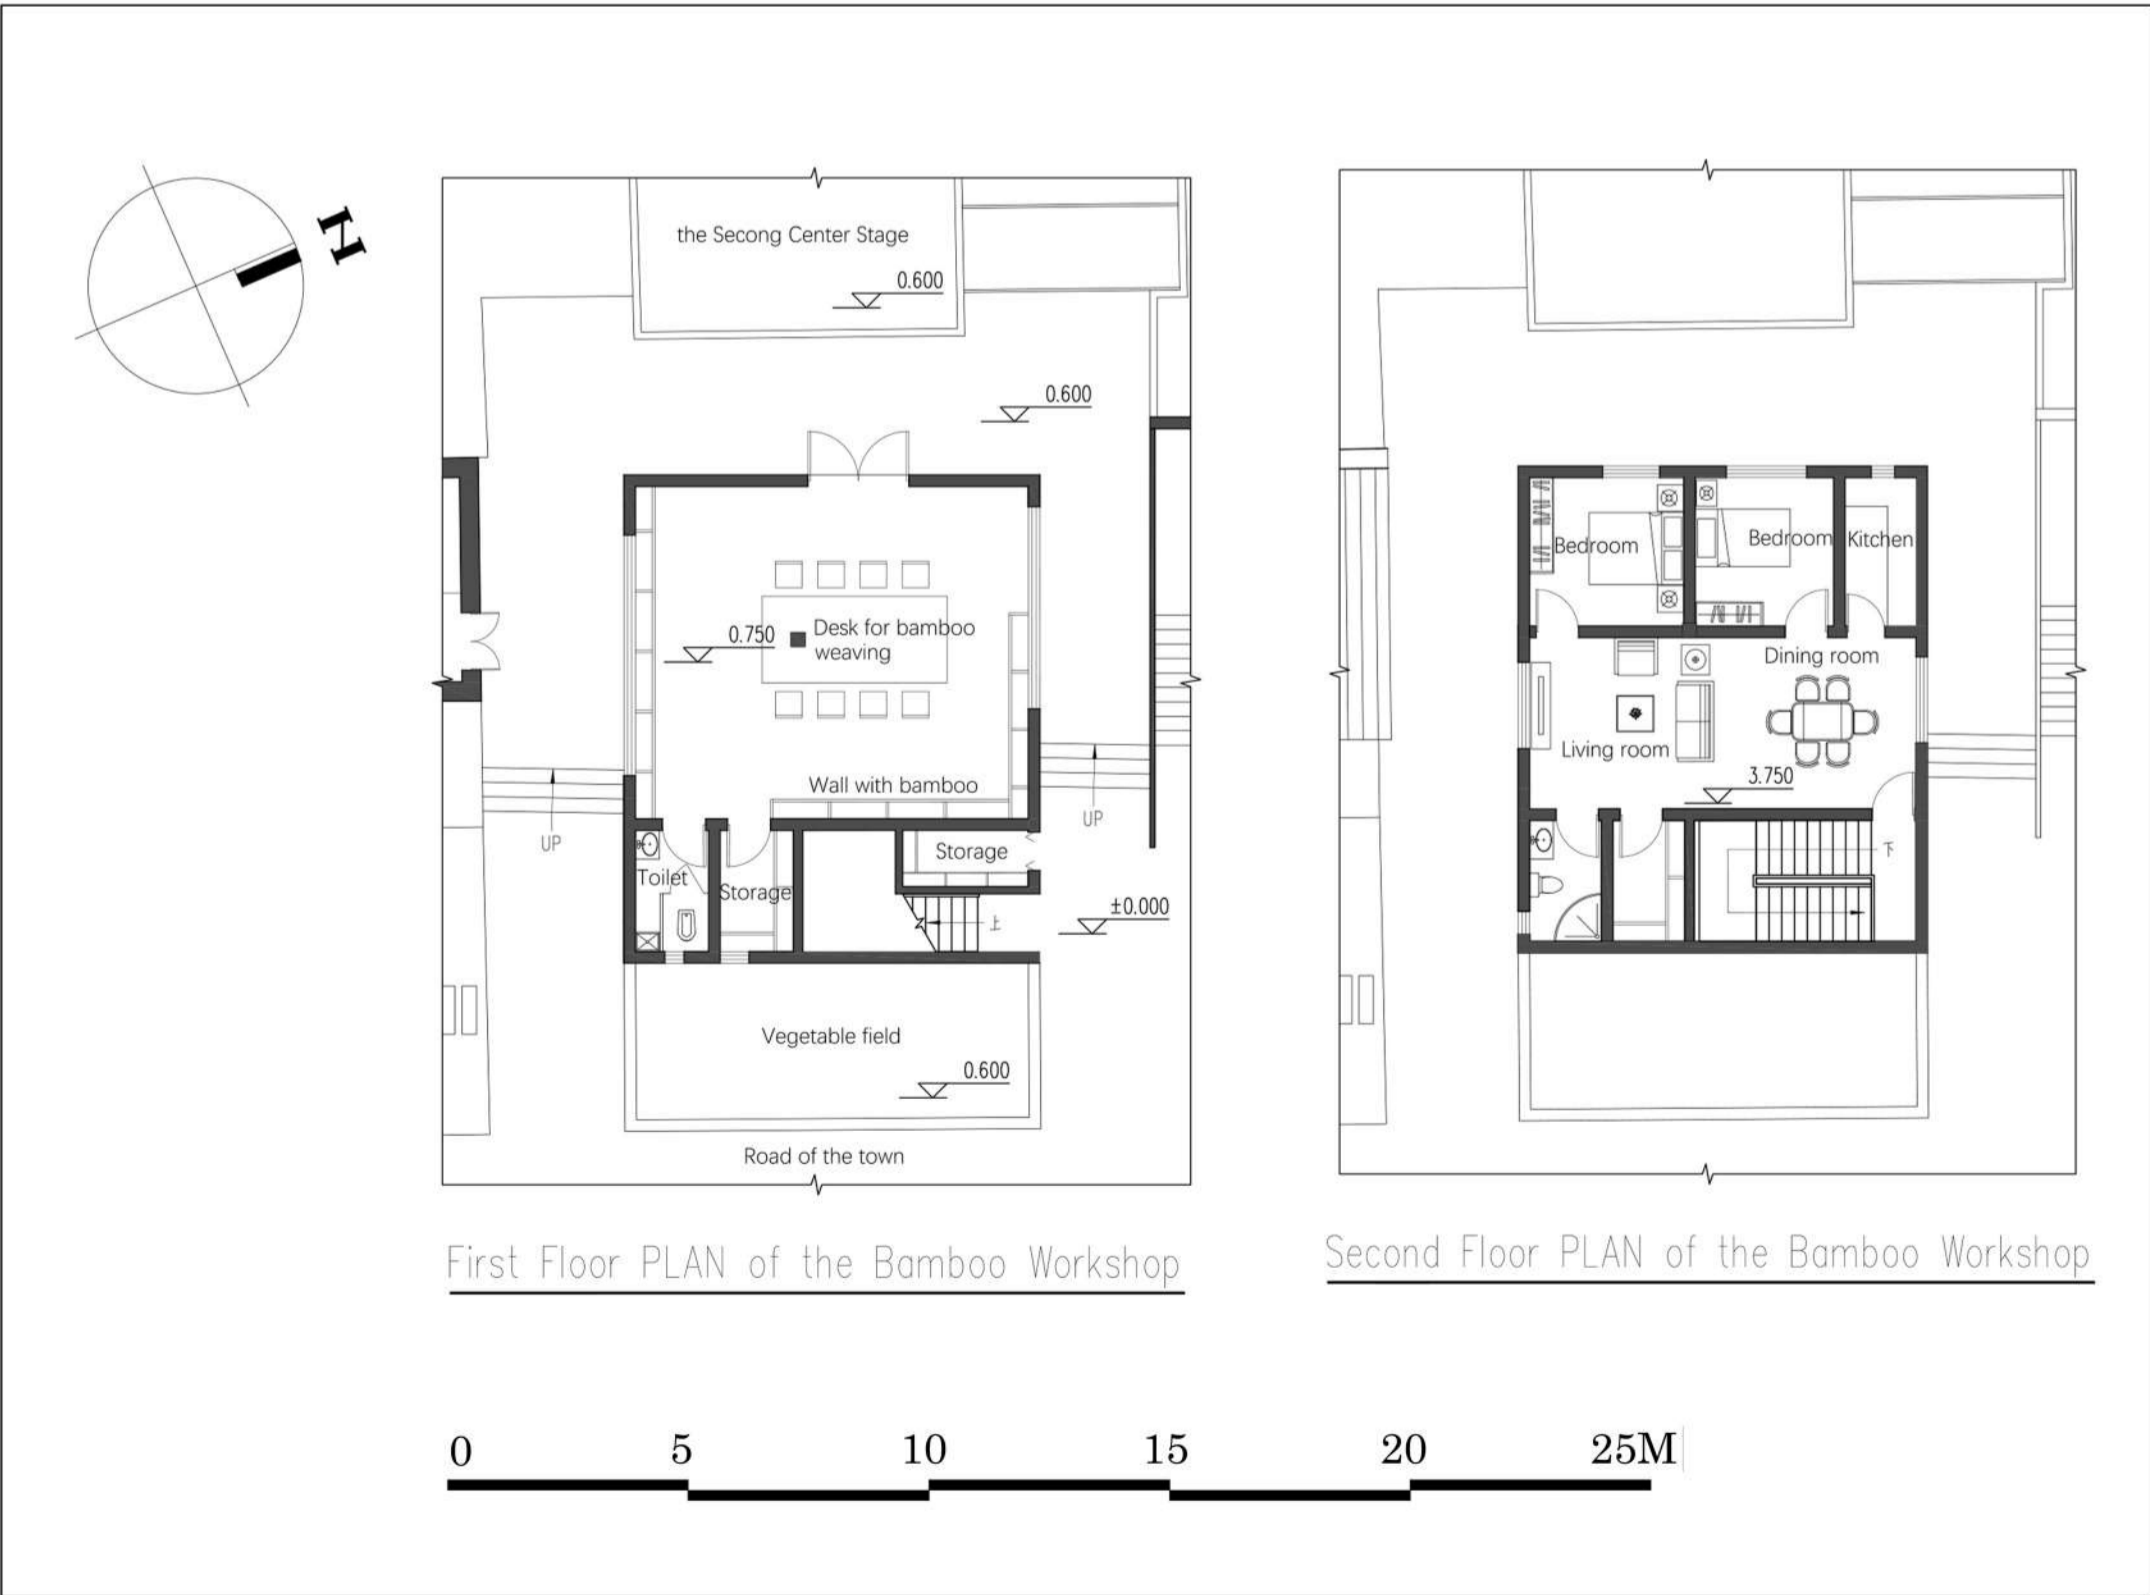 N
the Secong Center Stage
0.600
0.600
0.750
Desk for bamboo
weaving
Wall with bamboo
UP
UP
Toilet
Storage
Storage
上
±0.000
Vegetable field
0.600
Road of the town
First Floor PLAN of the Bamboo Workshop
Bedroom
Bedroom
Kitchen
Dining room
Living room
3.750
下
Second Floor PLAN of the Bamboo Workshop
0 5 10 15 20 25M